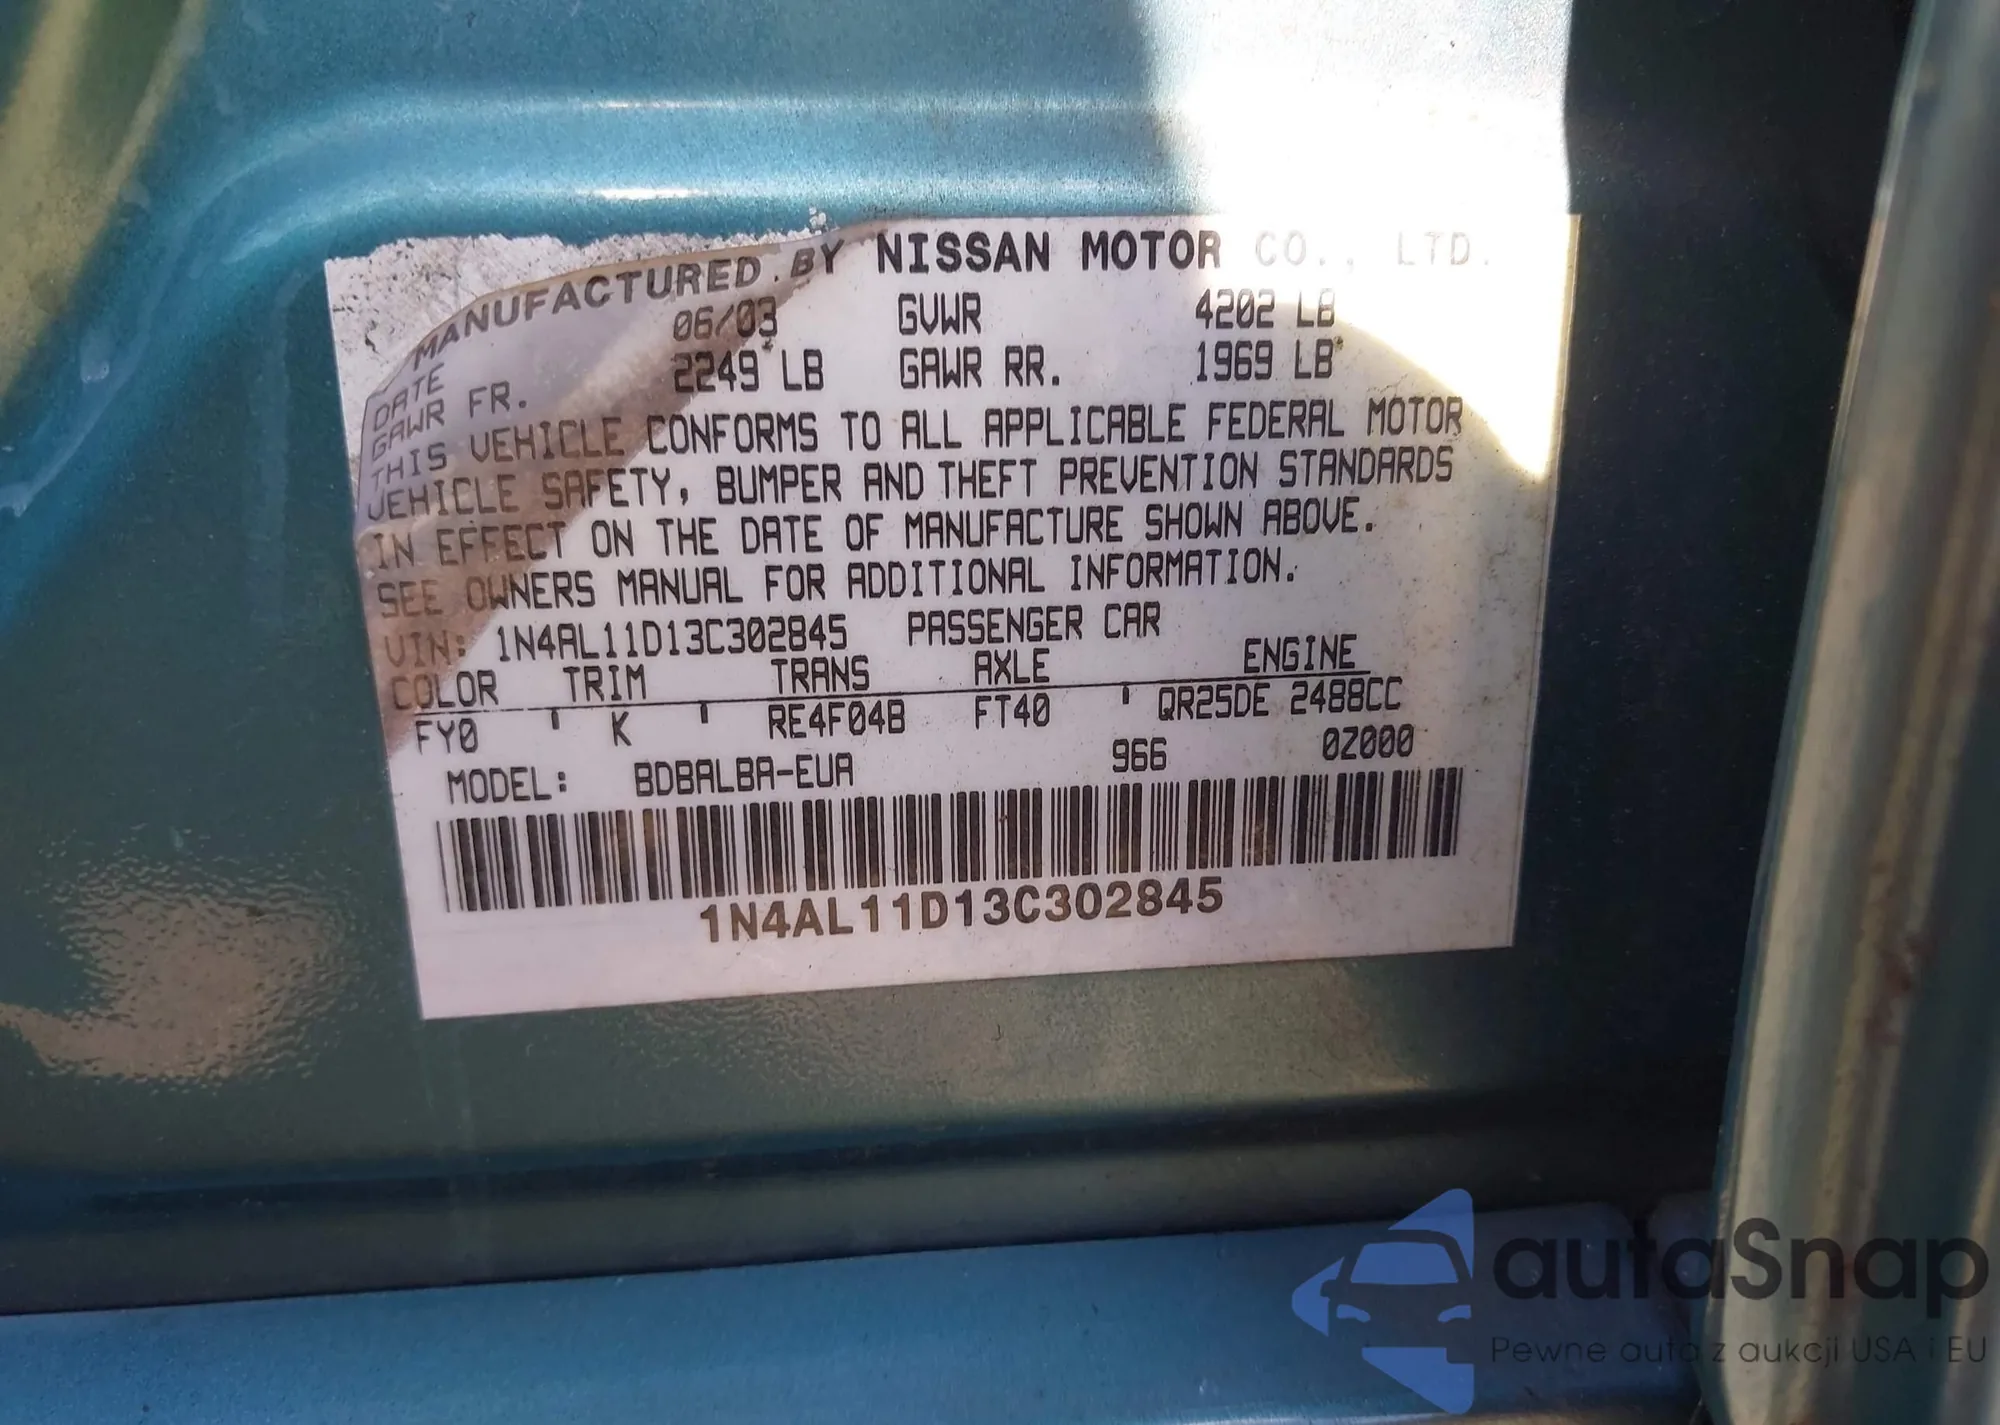 MANUFACTURED BY NISSAN MOTOR CO., LTD.
DATE 06/03 GVWR 4202 LB
GAWR FR. 2249 LB GAWR RR. 1969 LB
THIS VEHICLE CONFORMS TO ALL APPLICABLE FEDERAL MOTOR
VEHICLE SAFETY, BUMPER AND THEFT PREVENTION STANDARDS
IN EFFECT ON THE DATE OF MANUFACTURE SHOWN ABOVE.
SEE OWNERS MANUAL FOR ADDITIONAL INFORMATION.
VIN: 1N4AL11D13C302845 PASSENGER CAR
COLOR TRIM TRANS AXLE ENGINE
FY0 ' K ' RE4F04B FT40 ' QR25DE 2488CC
MODEL: BDBALBA-EUA 966 0Z000
1N4AL11D13C302845
autaSnap
Pewne auta z aukcji USA i EU